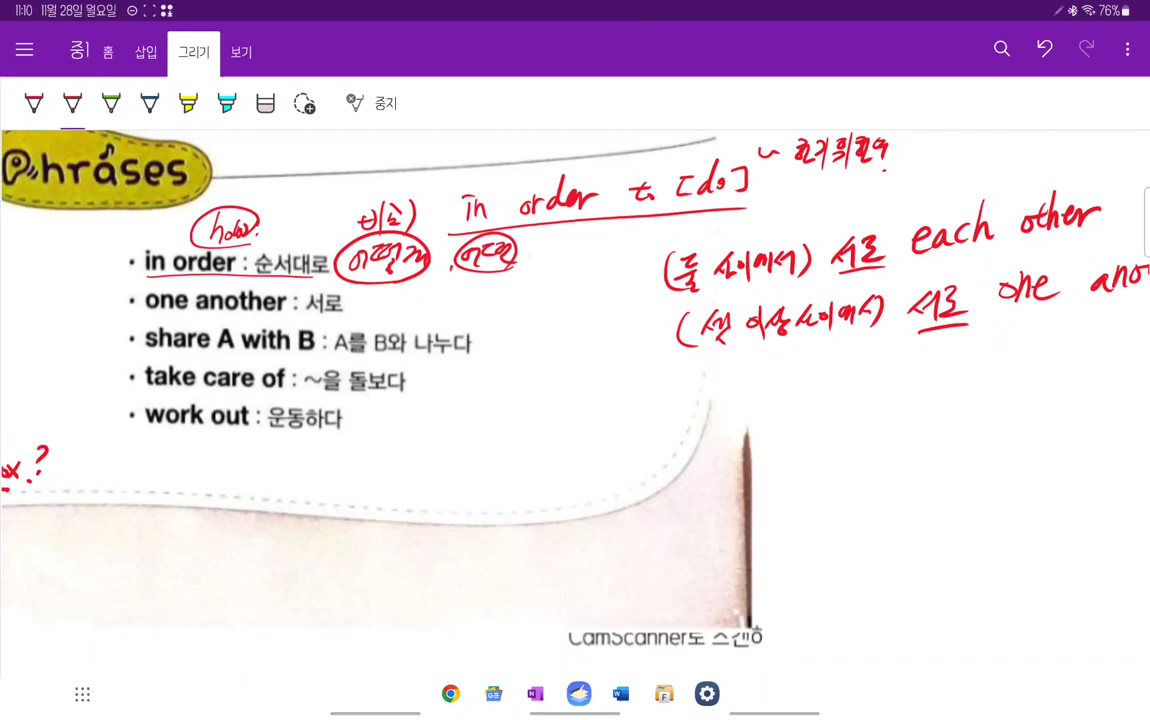 11:10 11월 28일 월요일 76%
중1 홈 삽입 그리기 보기
중지
Phrases
in order to [do] ~ 하기 위한
how 비교)
· in order : 순서대로 어떻게
(둘 사이에서) 서로 each other
· one another : 서로
(셋 이상 사이에서) 서로 one ano
· share A with B : A를 B와 나누다
· take care of : ~을 돌보다
· work out : 운동하다
ex.?
CamScanner로 스캔하